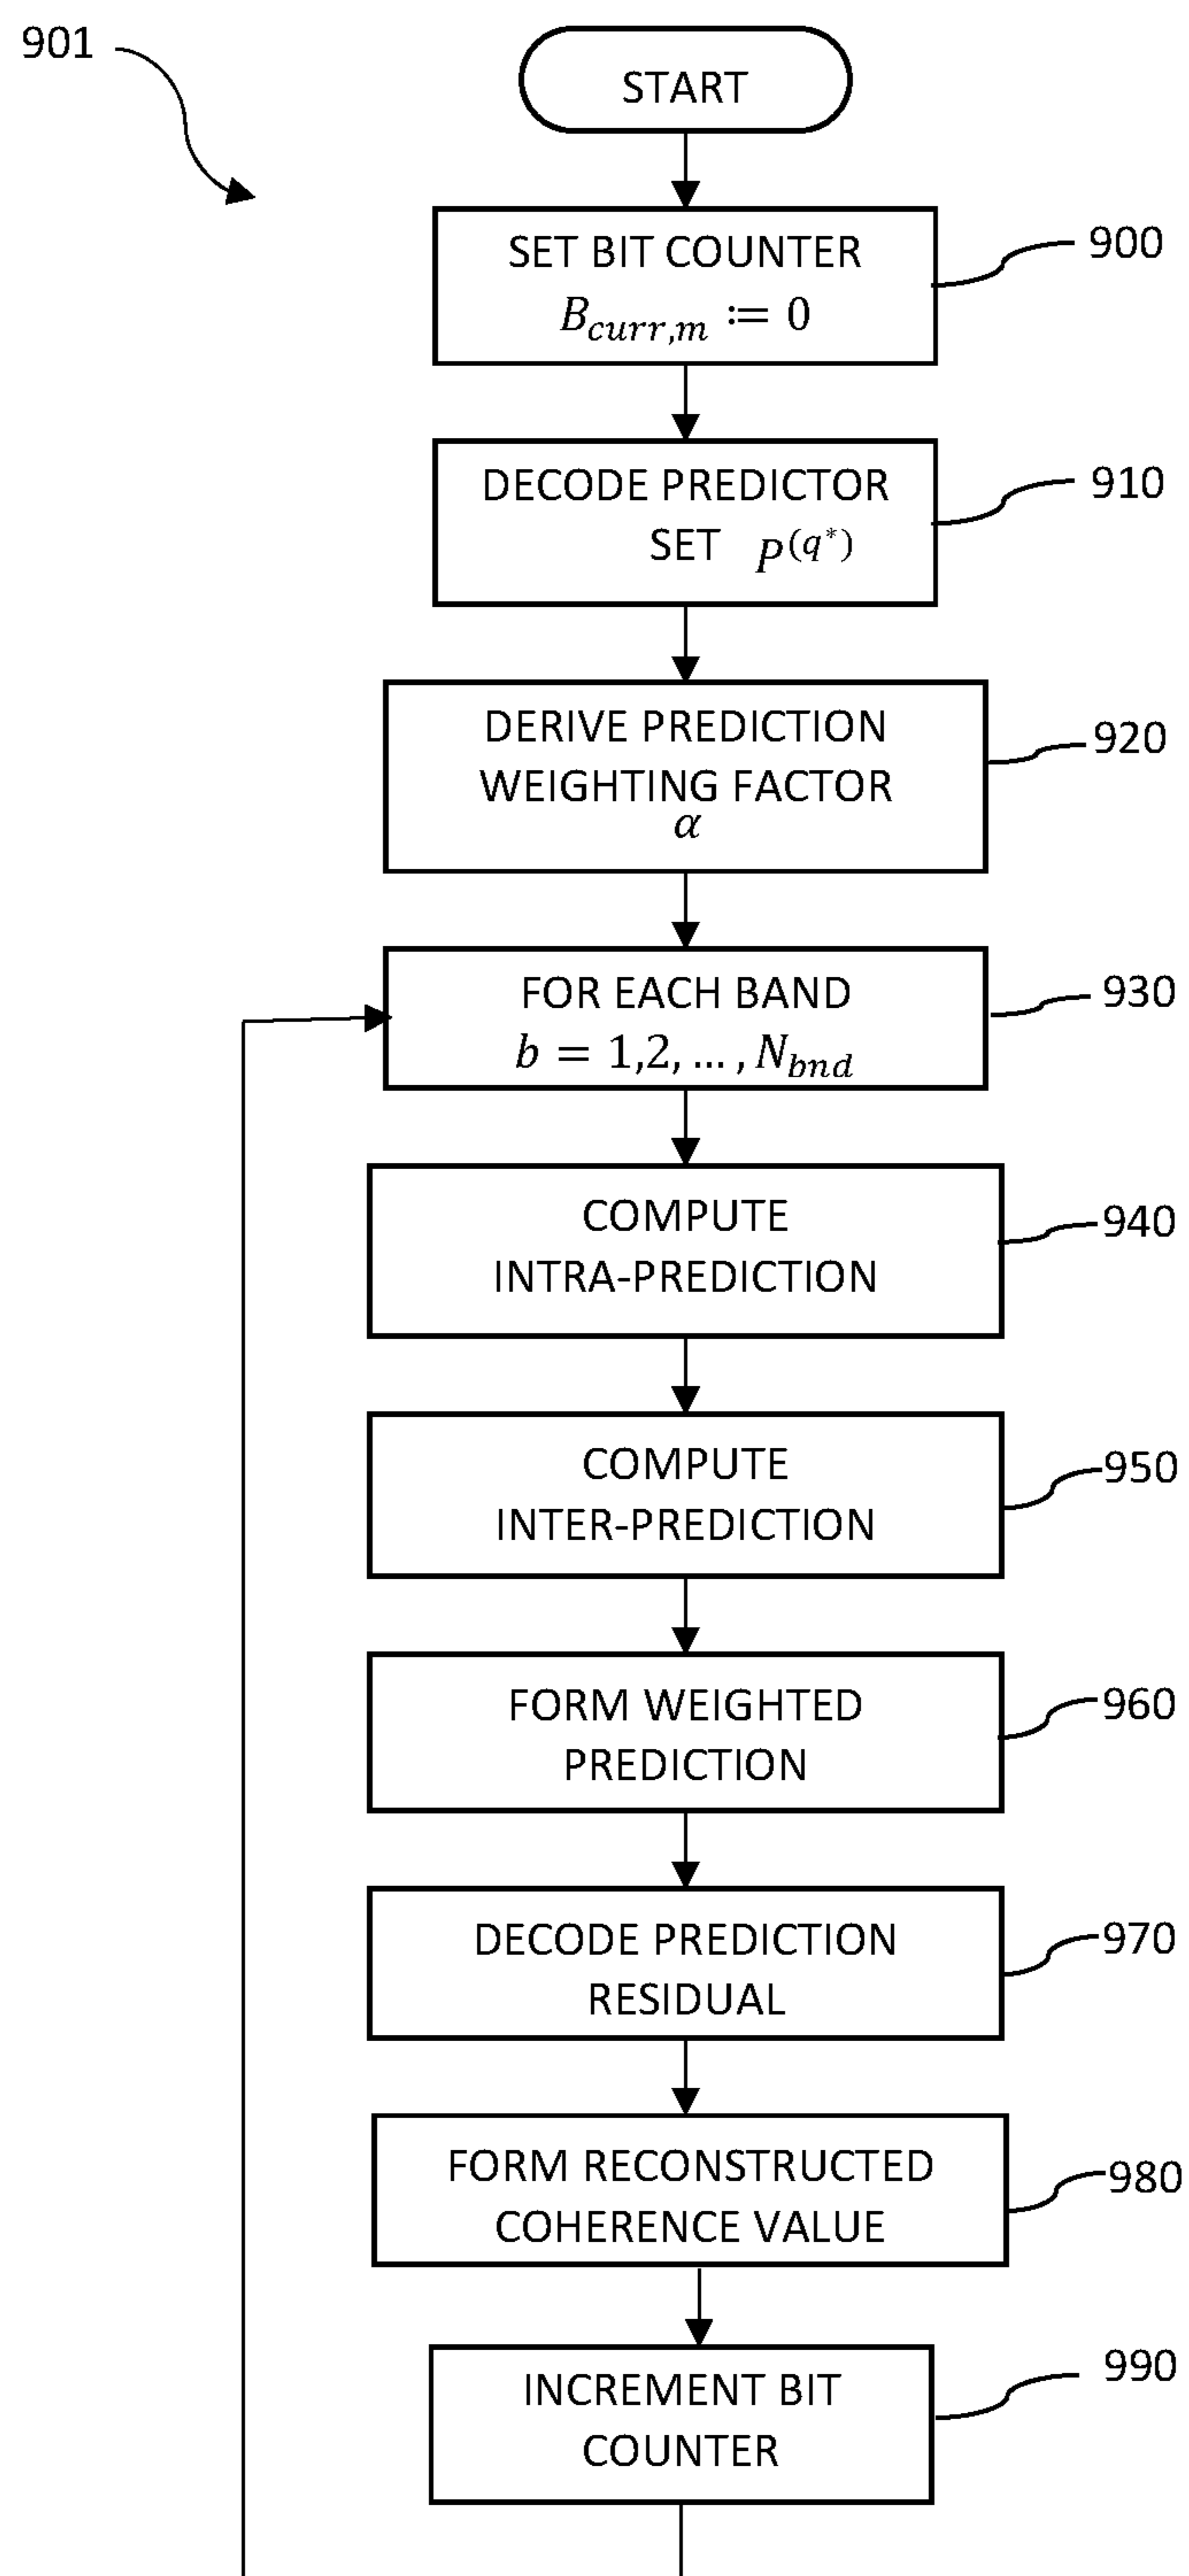 901
START
SET BIT COUNTER
B_{curr,m} := 0
900
DECODE PREDICTOR
SET P^{(q^*)}
910
DERIVE PREDICTION
WEIGHTING FACTOR
α
920
FOR EACH BAND
b = 1,2, … , N_{bnd}
930
COMPUTE
INTRA-PREDICTION
940
COMPUTE
INTER-PREDICTION
950
FORM WEIGHTED
PREDICTION
960
DECODE PREDICTION
RESIDUAL
970
FORM RECONSTRUCTED
COHERENCE VALUE
980
INCREMENT BIT
COUNTER
990